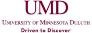 UMD
UNIVERSITY OF MINNESOTA DULUTH
Driven to Discover